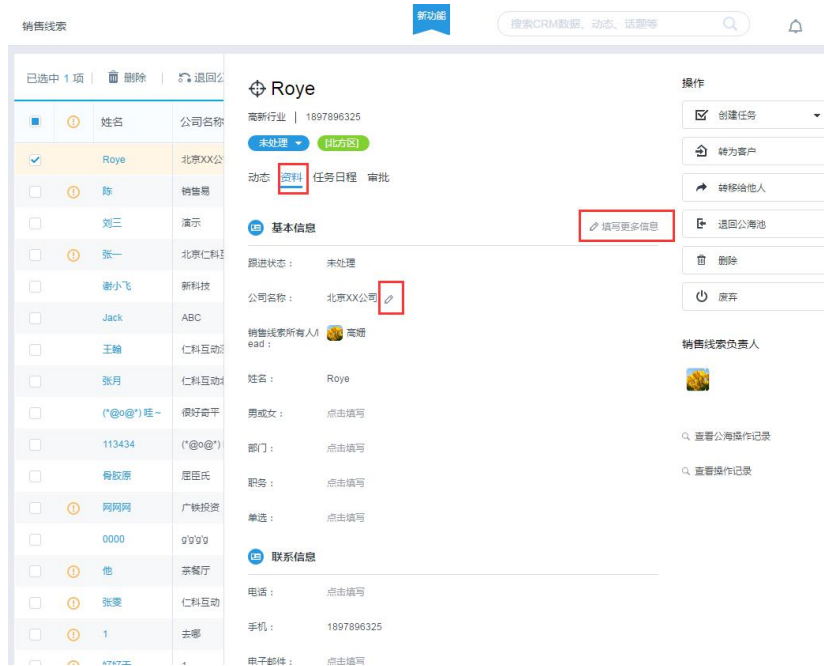 销售线索
新功能
搜索CRM数据、动态、话题等
已选中 1 项
删除
退回公
姓名
公司名称
Roye
北京XX公
陈
销售易
刘三
演示
张一
北京仁科互
谢小飞
新科技
Jack
ABC
王翰
仁科互动
张月
仁科互动
(*@o@*) 哇~
很好奇平
113434
(*@o@*)
骨胶原
屈臣氏
网网网
广铁投资
0000
g'g'g'g
他
茶餐厅
张雯
仁科互动
1
去哪
好好干
1
Roye
高新行业 | 1897896325
未处理
[北方区]
动态 资料 任务日程 审批
基本信息
填写更多信息
跟进状态： 未处理
公司名称： 北京XX公司
销售线索所有人/l
ead： 高姗
姓名： Roye
男或女： 点击填写
部门： 点击填写
职务： 点击填写
单选： 点击填写
联系信息
电话： 点击填写
手机： 1897896325
电子邮件： 点击填写
操作
创建任务
转为客户
转移给他人
退回公海池
删除
废弃
销售线索负责人
查看公海操作记录
查看操作记录